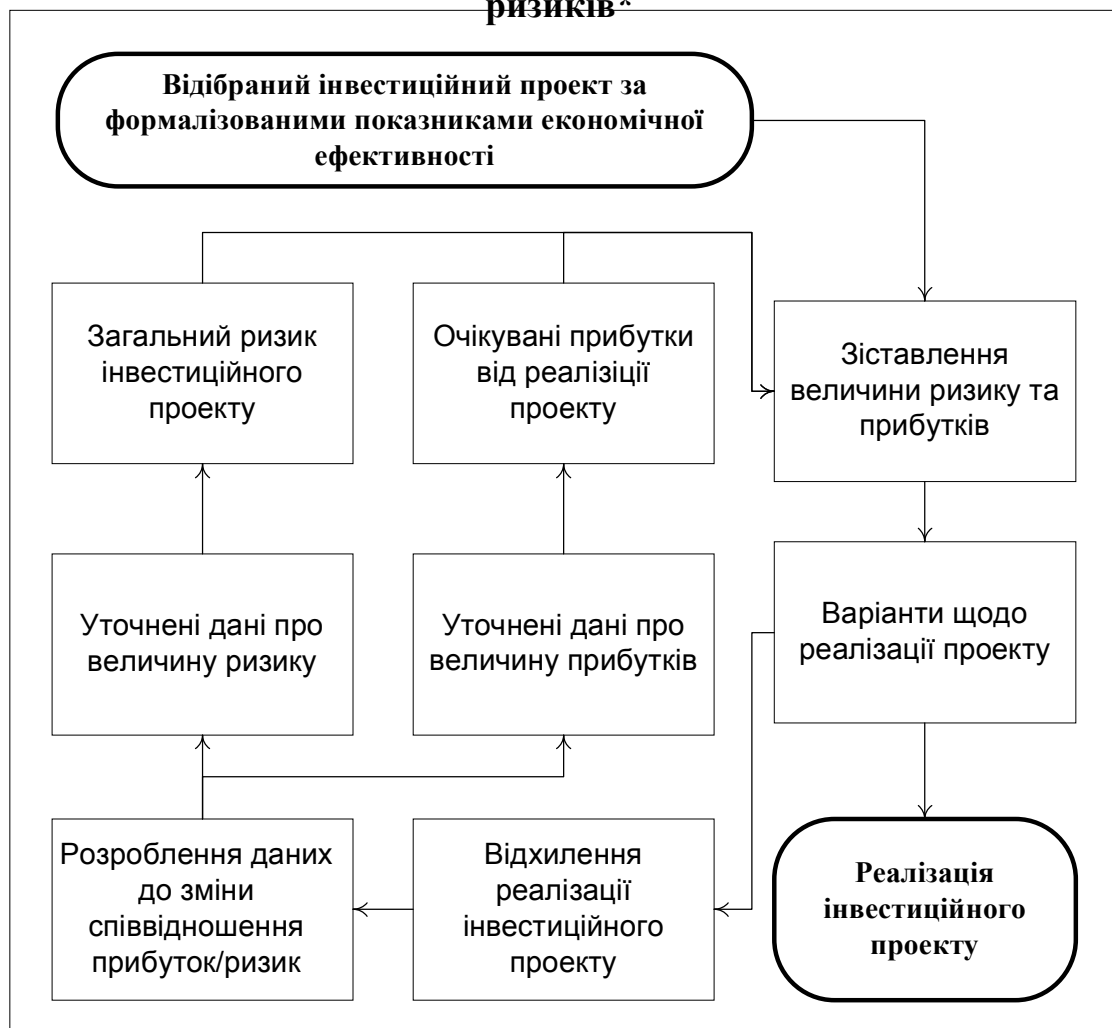 ризиків*
Відібраний інвестиційний проект за
формалізованими показниками економічної
ефективності
Загальний ризик
інвестиційного
проекту
Очікувані прибутки
від реалізіції
проекту
Зіставлення
величини ризику та
прибутків
Уточнені дані про
величину ризику
Уточнені дані про
величину прибутків
Варіанти щодо
реалізації проекту
Розроблення даних
до зміни
співвідношення
прибуток/ризик
Відхилення
реалізації
інвестиційного
проекту
Реалізація
інвестиційного
проекту